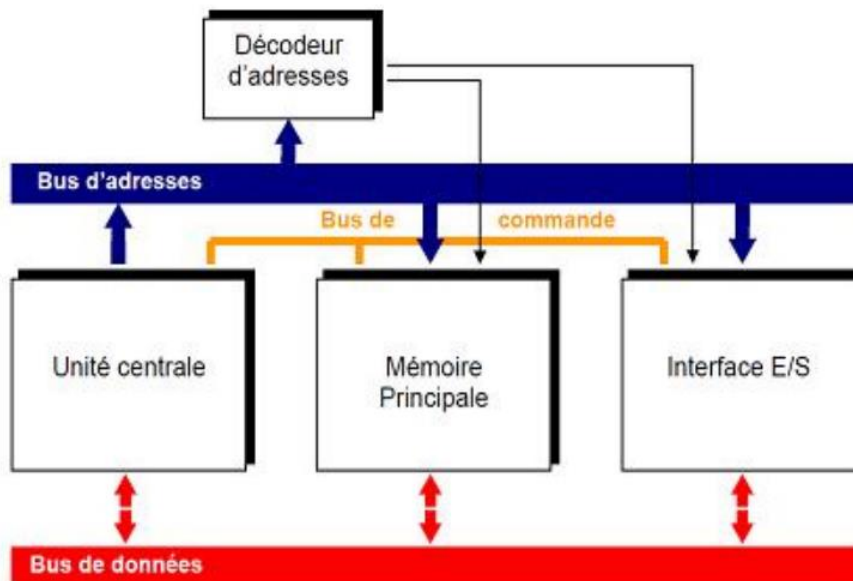 Décodeur
d'adresses
Bus d'adresses
Bus de commande
Unité centrale
Mémoire
Principale
Interface E/S
Bus de données